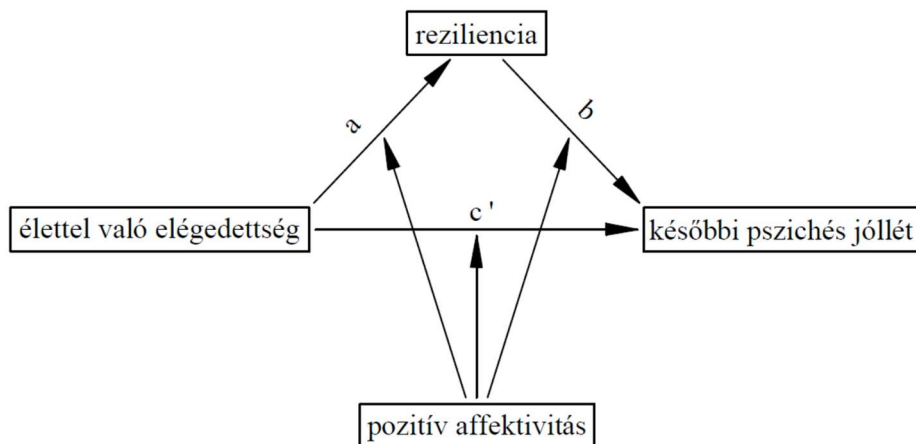 reziliencia
a
b
élettel való elégedettség
c '
későbbi pszichés jóllét
pozitív affektivitás